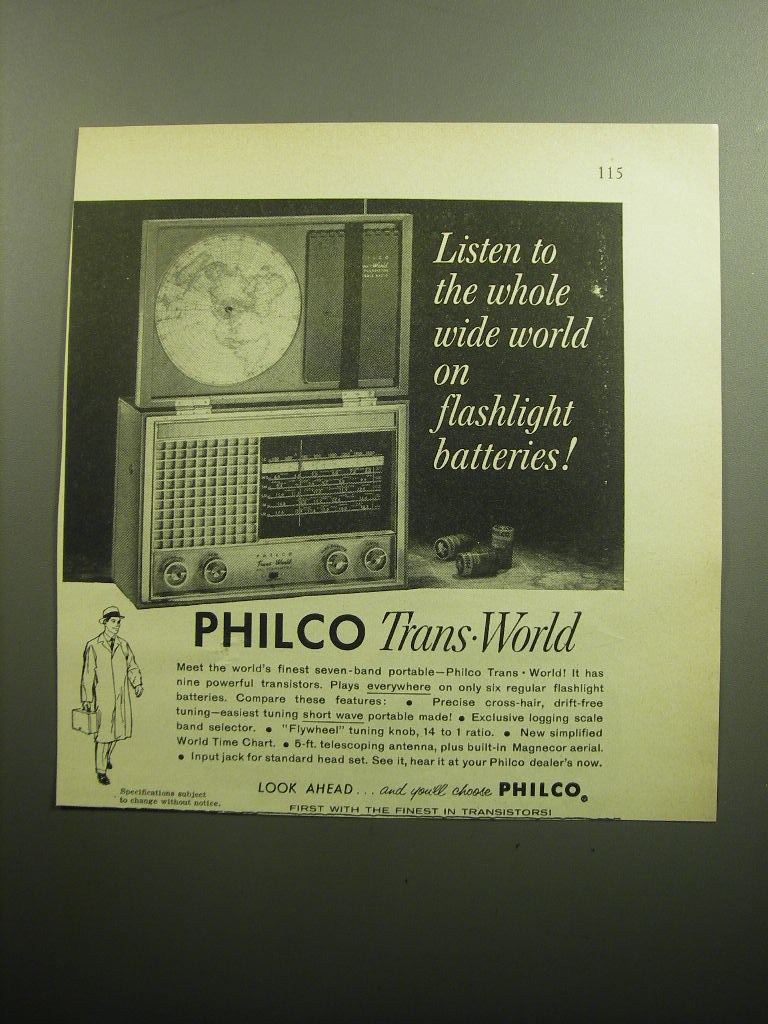 115
Listen to
the whole
wide world
on
flashlight
batteries!
PHILCO
Trans World
PHILCO Trans·World
Meet the world's finest seven-band portable—Philco Trans·World! It has
nine powerful transistors. Plays everywhere on only six regular flashlight
batteries. Compare these features: • Precise cross-hair, drift-free
tuning—easiest tuning short wave portable made! • Exclusive logging scale
band selector. • "Flywheel" tuning knob, 14 to 1 ratio. • New simplified
World Time Chart. • 5-ft. telescoping antenna, plus built-in Magnecor aerial.
• Input jack for standard head set. See it, hear it at your Philco dealer's now.
Specifications subject
to change without notice.
LOOK AHEAD... and you'll choose PHILCO®
FIRST WITH THE FINEST IN TRANSISTORS!